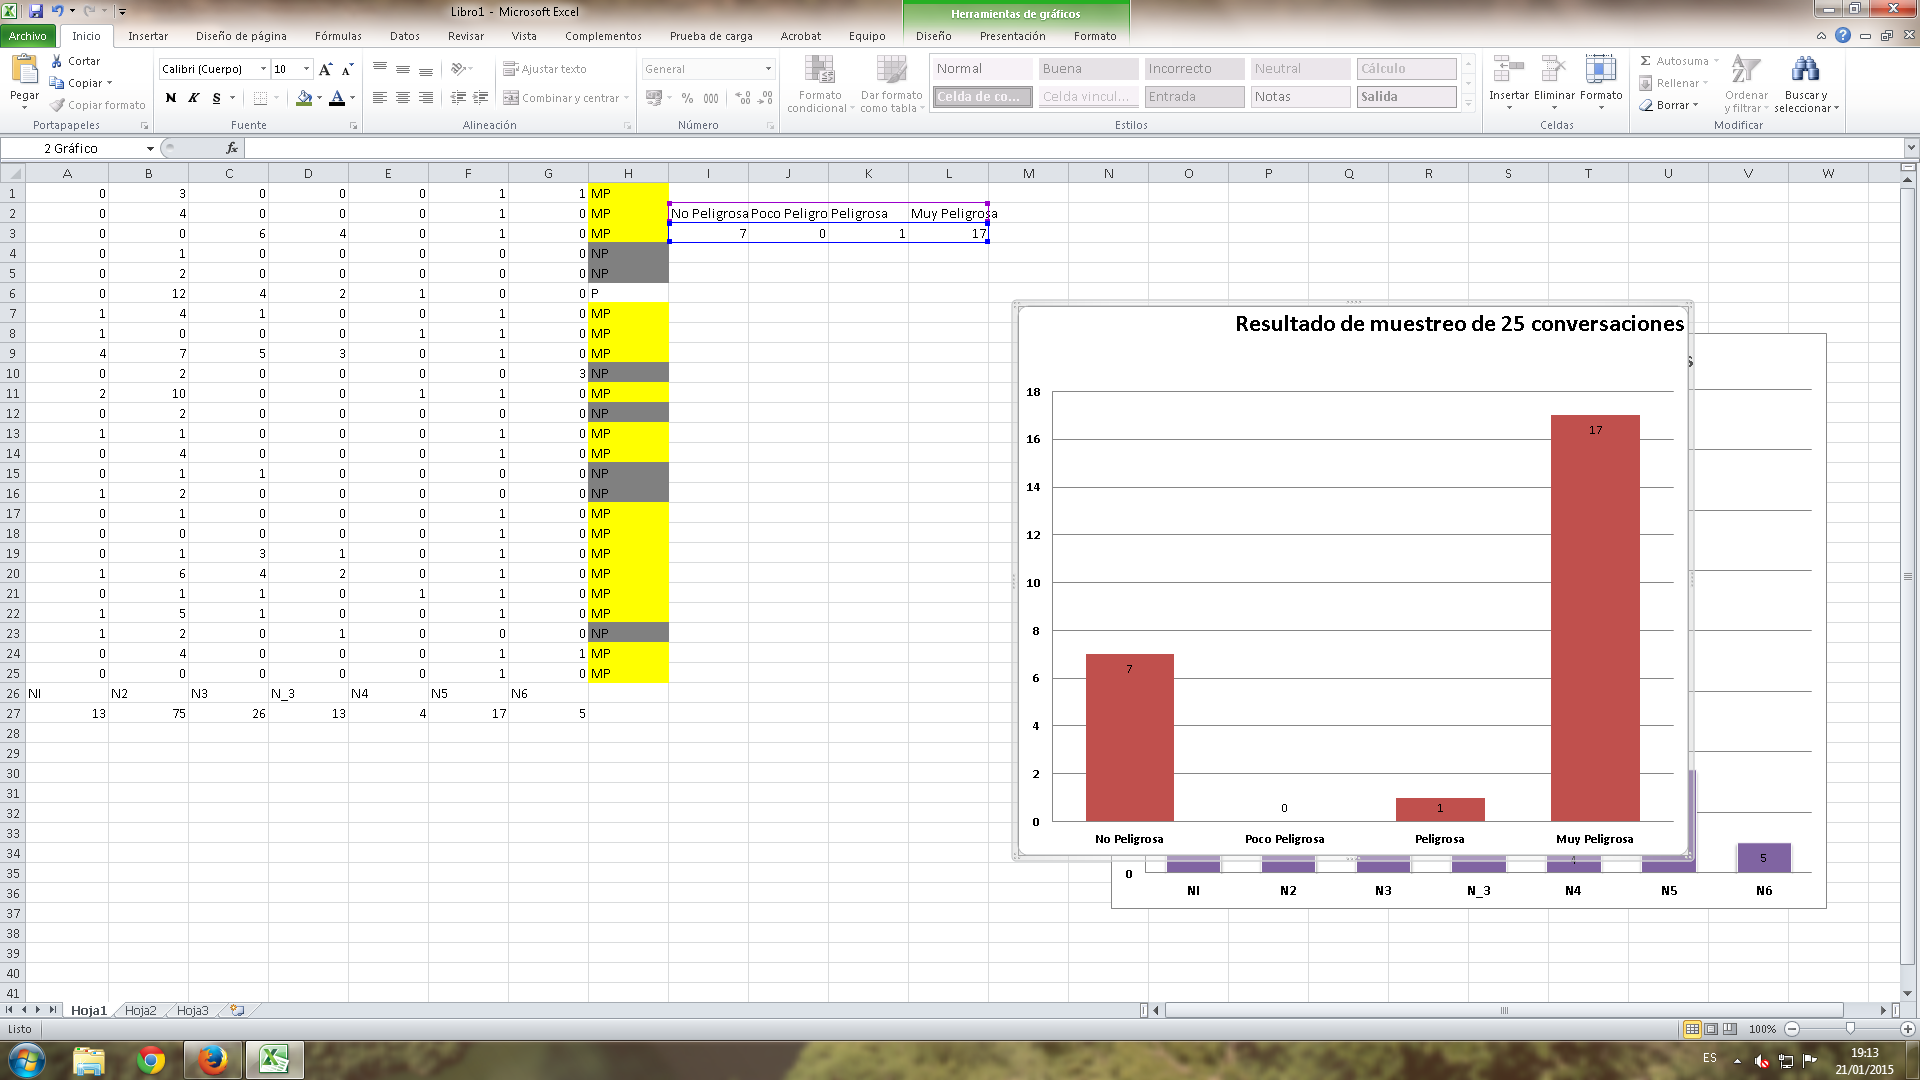 Libro1 - Microsoft Excel
Herramientas de gráficos
Archivo Inicio Insertar Diseño de página Fórmulas Datos Revisar Vista Complementos Prueba de carga Acrobat Equipo Diseño Presentación Formato
Pegar
Cortar
Copiar
Copiar formato
Portapapeles
Calibri (Cuerpo) 10
N K S
Fuente
Ajustar texto
Combinar y centrar
Alineación
General
% 000
Número
Formato condicional
Dar formato como tabla
Normal Buena Incorrecto Neutral Cálculo
Celda de co... Celda vincul... Entrada Notas Salida
Estilos
Insertar Eliminar Formato
Celdas
Autosuma
Rellenar
Borrar
Ordenar y filtrar
Buscar y seleccionar
Modificar
2 Gráfico fx
A B C D E F G H I J K L M N O P Q R S T U V W
1 0 3 0 0 0 1 1 MP
2 0 4 0 0 0 1 0 MP No Peligrosa Poco Peligro Peligrosa Muy Peligrosa
3 0 0 6 4 0 1 0 MP 7 0 1 17
4 0 1 0 0 0 0 0 NP
5 0 2 0 0 0 0 0 NP
6 0 12 4 2 1 0 0 P
7 1 4 1 0 0 1 0 MP
8 1 0 0 0 1 1 0 MP
9 4 7 5 3 0 1 0 MP
10 0 2 0 0 0 0 3 NP
11 2 10 0 0 1 1 0 MP
12 0 2 0 0 0 0 0 NP
13 1 1 0 0 0 1 0 MP
14 0 4 0 0 0 1 0 MP
15 0 1 1 0 0 0 0 NP
16 1 2 0 0 0 0 0 NP
17 0 1 0 0 0 1 0 MP
18 0 0 0 0 0 1 0 MP
19 0 1 3 1 0 1 0 MP
20 1 6 4 2 0 1 0 MP
21 0 1 1 0 1 1 0 MP
22 1 5 1 0 0 1 0 MP
23 1 2 0 1 0 0 0 NP
24 0 4 0 0 0 1 1 MP
25 0 0 0 0 0 1 0 MP
26 NI N2 N3 N_3 N4 N5 N6
27 13 75 26 13 4 17 5
28
29
30
31
32
33
34
35
36
37
38
39
40
41
Resultado de muestreo de 25 conversaciones
s
18
16
14
12
10
8
6
4
2
0
7 0 1 17
No Peligrosa Poco Peligrosa Peligrosa Muy Peligrosa
4 5
0
NI N2 N3 N_3 N4 N5 N6
Hoja1 Hoja2 Hoja3
Listo 100%
ES 19:13
21/01/2015